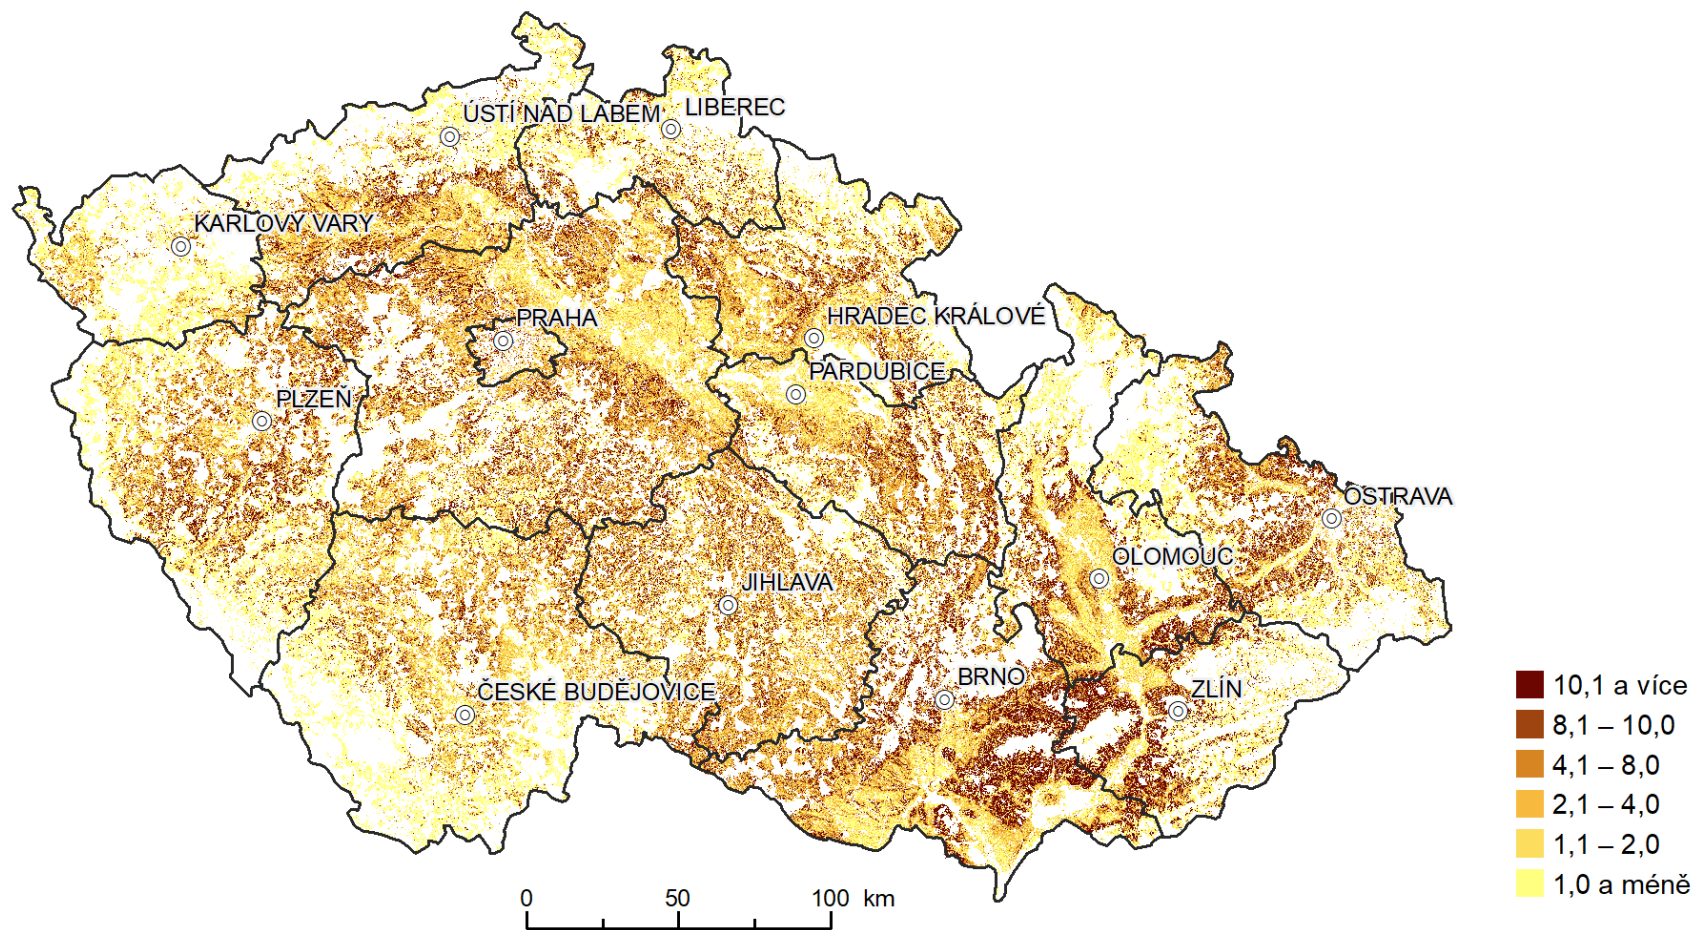 ÚSTÍ NAD LABEM
LIBEREC
KARLOVY VARY
PRAHA
HRADEC KRÁLOVÉ
PARDUBICE
PLZEŇ
OSTRAVA
OLOMOUC
JIHLAVA
BRNO
ZLÍN
ČESKÉ BUDĚJOVICE
10,1 a více
8,1 – 10,0
4,1 – 8,0
2,1 – 4,0
1,1 – 2,0
1,0 a méně
0 50 100 km